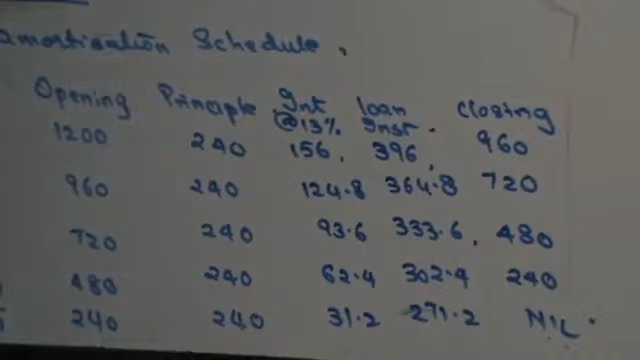 Amortisation Schedule,
Opening Principle Int @13% loan Inst. Closing
1200 240 156, 396, 960
960 240 124.8 364.8 720
720 240 93.6 333.6, 480
480 240 62.4 302.4 240
240 240 31.2 271.2 NIL.